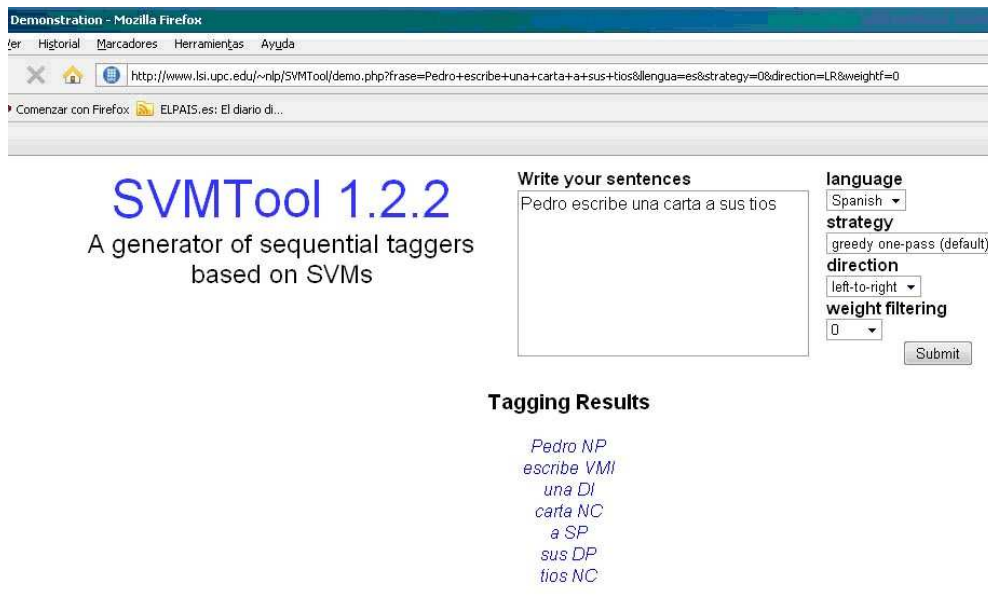 Demonstration - Mozilla Firefox
Ver Historial Marcadores Herramientas Ayuda
http://www.lsi.upc.edu/~nlp/SVMTool/demo.php?frase=Pedro+escribe+una+carta+a+sus+tios&llengua=es&strategy=0&direction=LR&weightf=0
Comenzar con Firefox ELPAIS.es: El diario di...
SVMTool 1.2.2
A generator of sequential taggers
based on SVMs
Write your sentences
Pedro escribe una carta a sus tios
language
Spanish
strategy
greedy one-pass (default)
direction
left-to-right
weight filtering
0
Submit
Tagging Results
Pedro NP
escribe VMI
una DI
carta NC
a SP
sus DP
tios NC